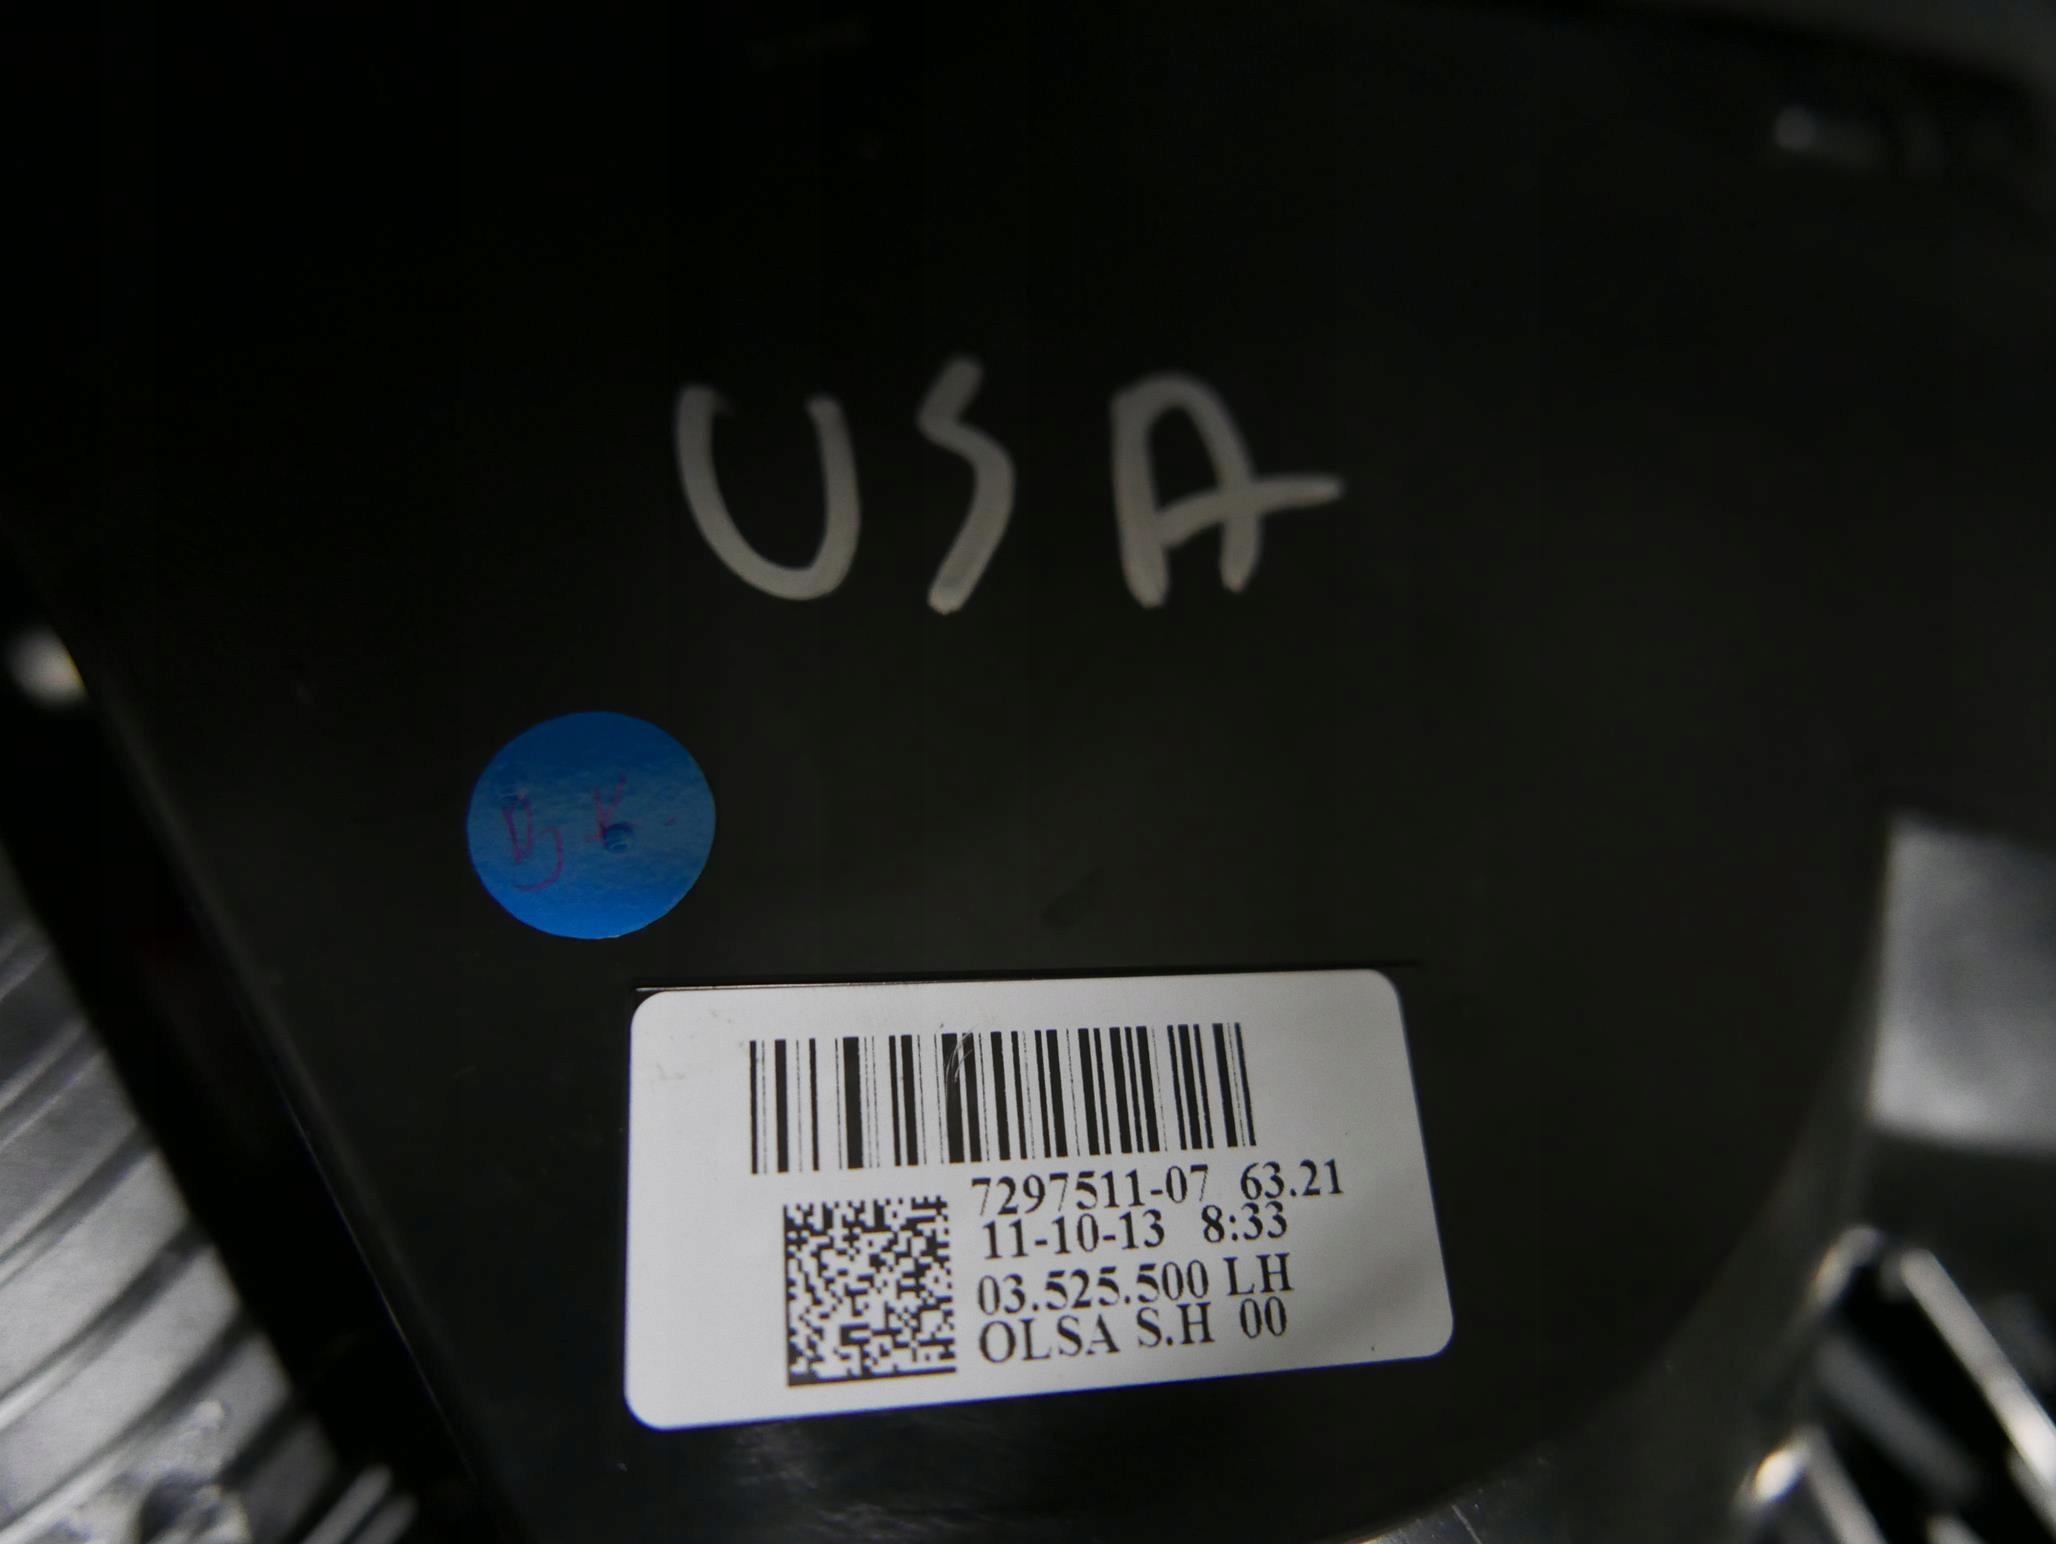 USA
7297511-07 63.21
11-10-13 8:33
03.525.500 LH
OLSA S.H 00